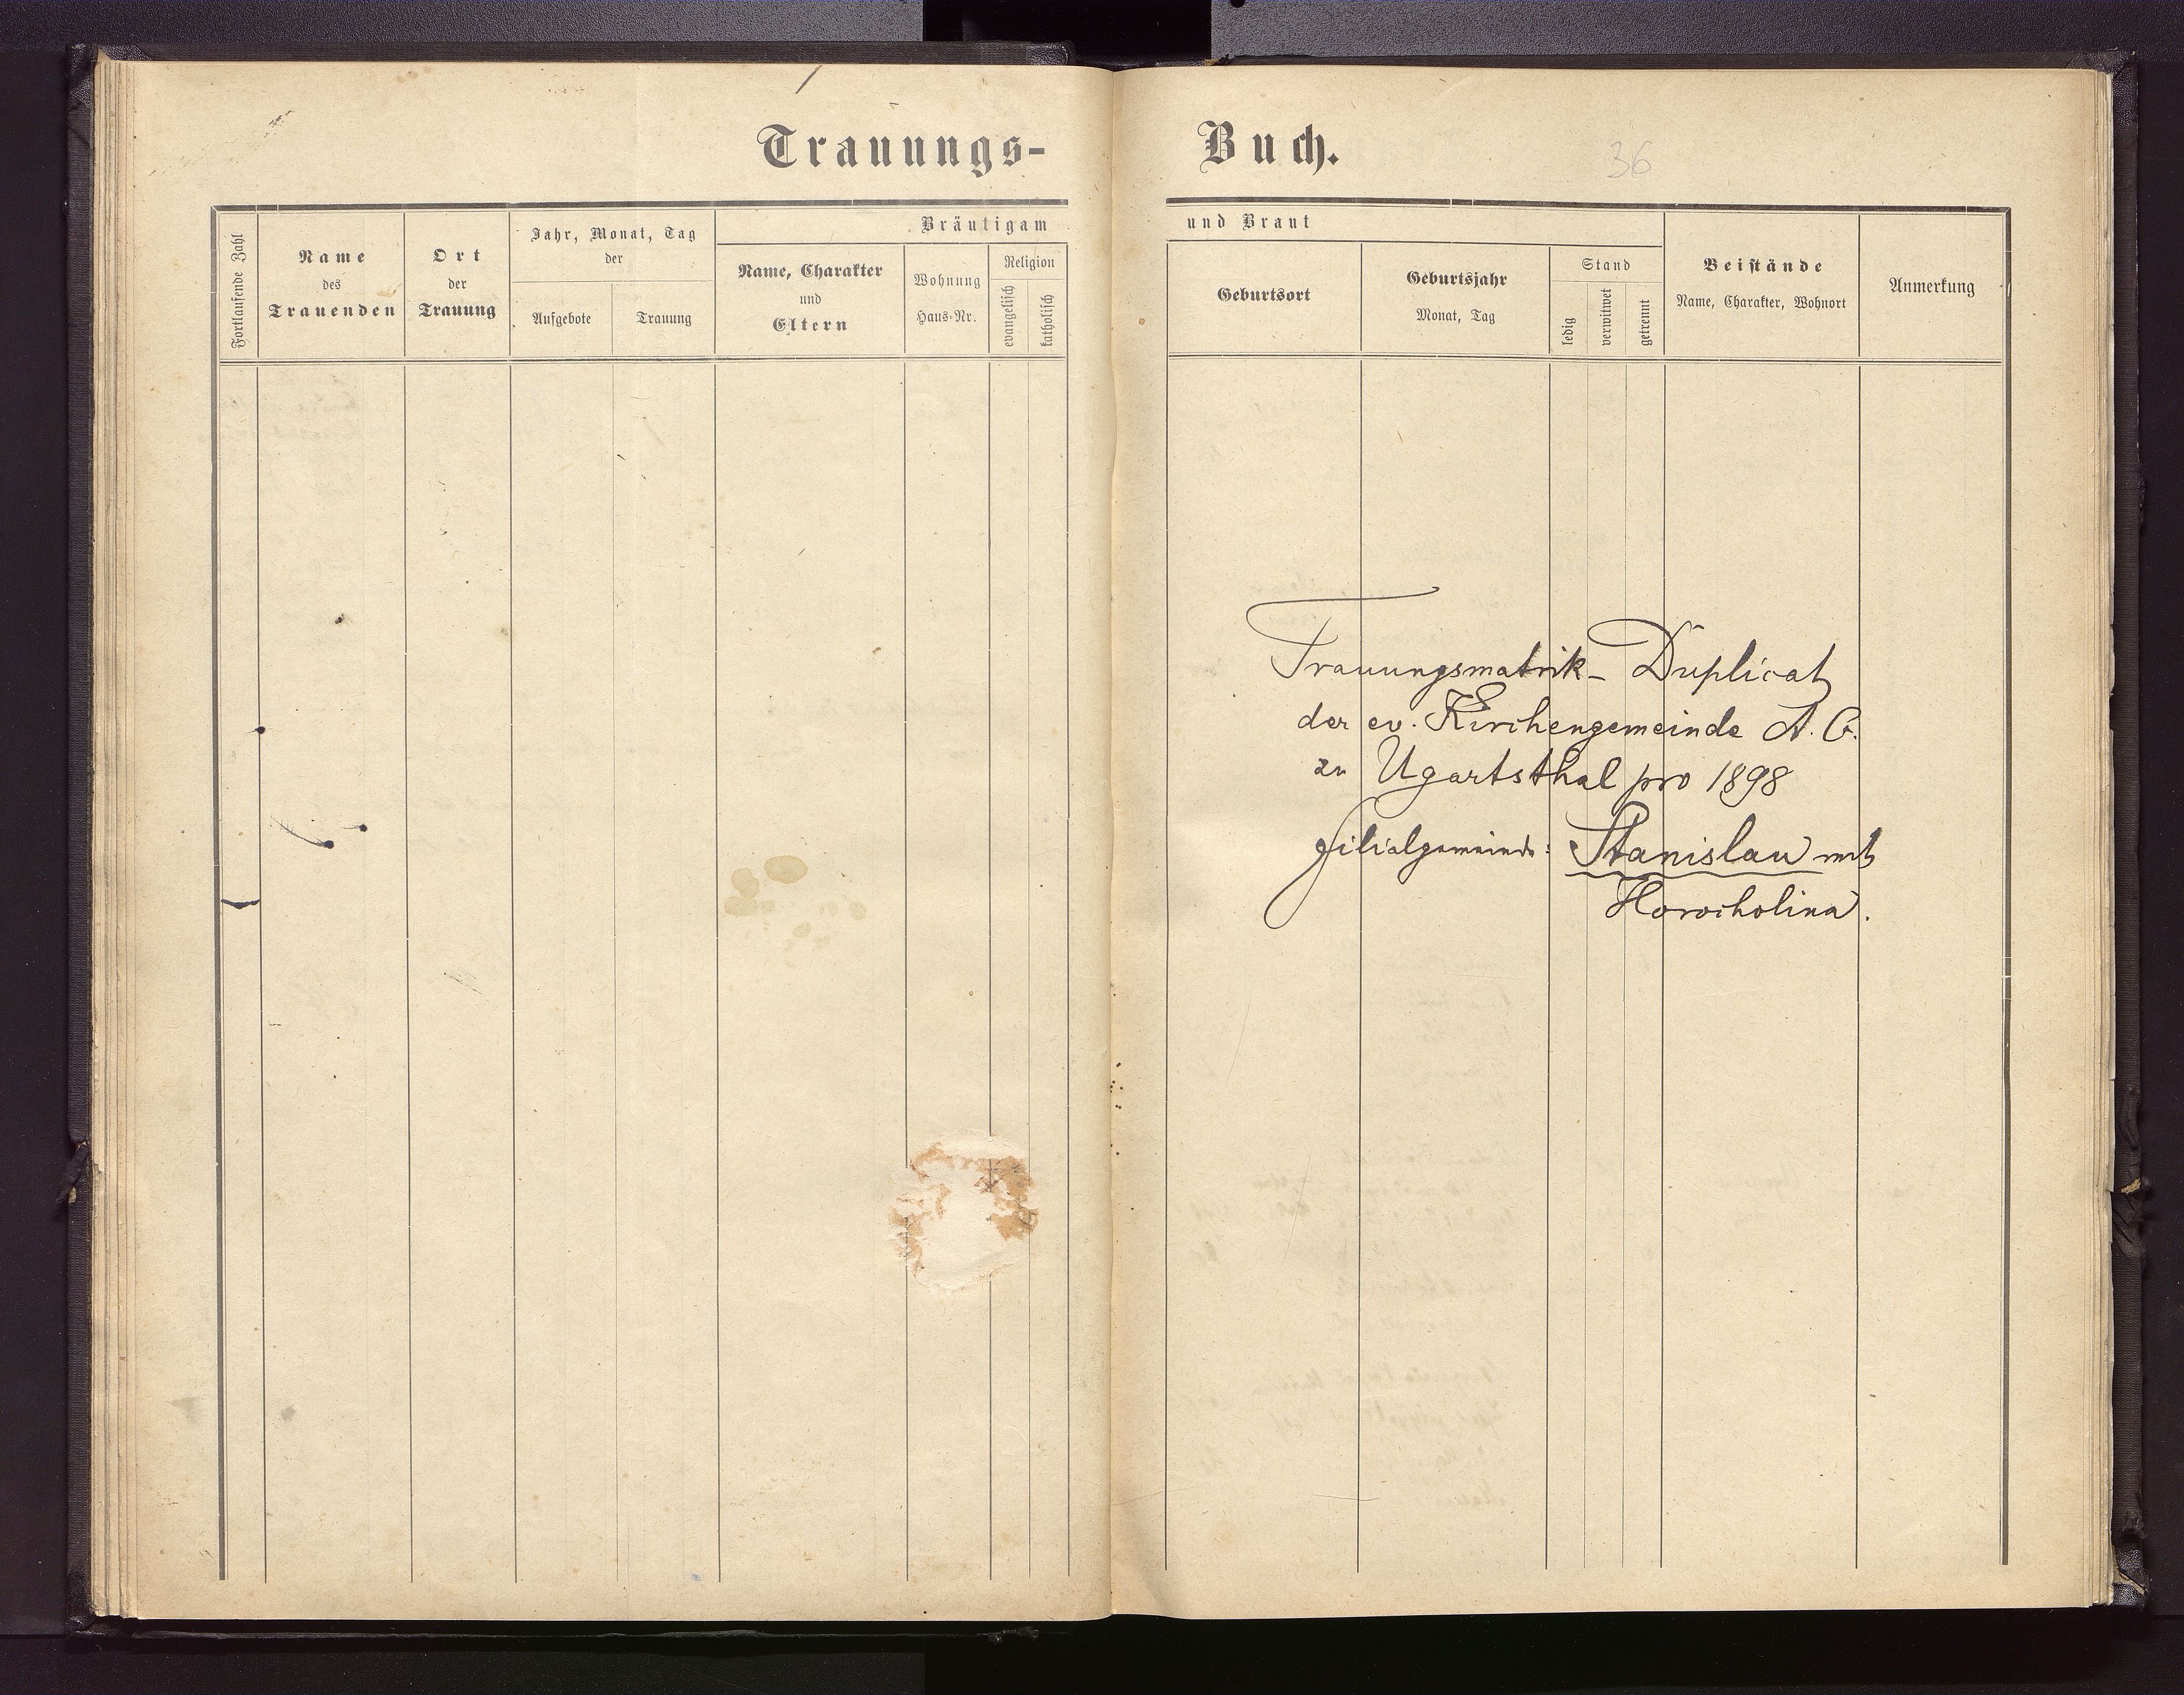 Trauungs-
Buch.
36
Fortlaufende Zahl
Name
des
Trauenden
Ort
der
Trauung
Jahr, Monat, Tag
der
Aufgebote
Trauung
Bräutigam
Name, Charakter
und
Eltern
Wohnung
Haus-Nr.
Religion
evangelisch
katholisch
und Braut
Geburtsort
Geburtsjahr
Monat, Tag
Stand
ledig
verwitwet
getrennt
Beistände
Name, Charakter, Wohnort
Anmerkung
Trauungsmatrik- Duplicat
der ev. Kirchengemeinde A. C.
zu Ugartsthal pro 1898
Filialgemeinde: Stanislau mit
Horocholina.